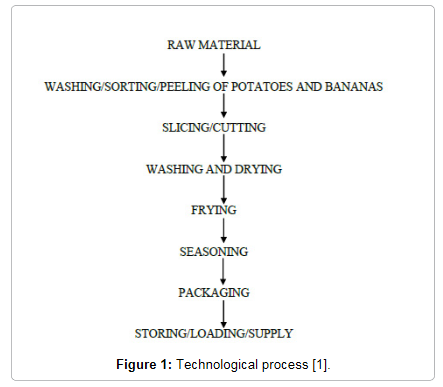 RAW MATERIAL
WASHING/SORTING/PEELING OF POTATOES AND BANANAS
SLICING/CUTTING
WASHING AND DRYING
FRYING
SEASONING
PACKAGING
STORING/LOADING/SUPPLY
Figure 1: Technological process [1].